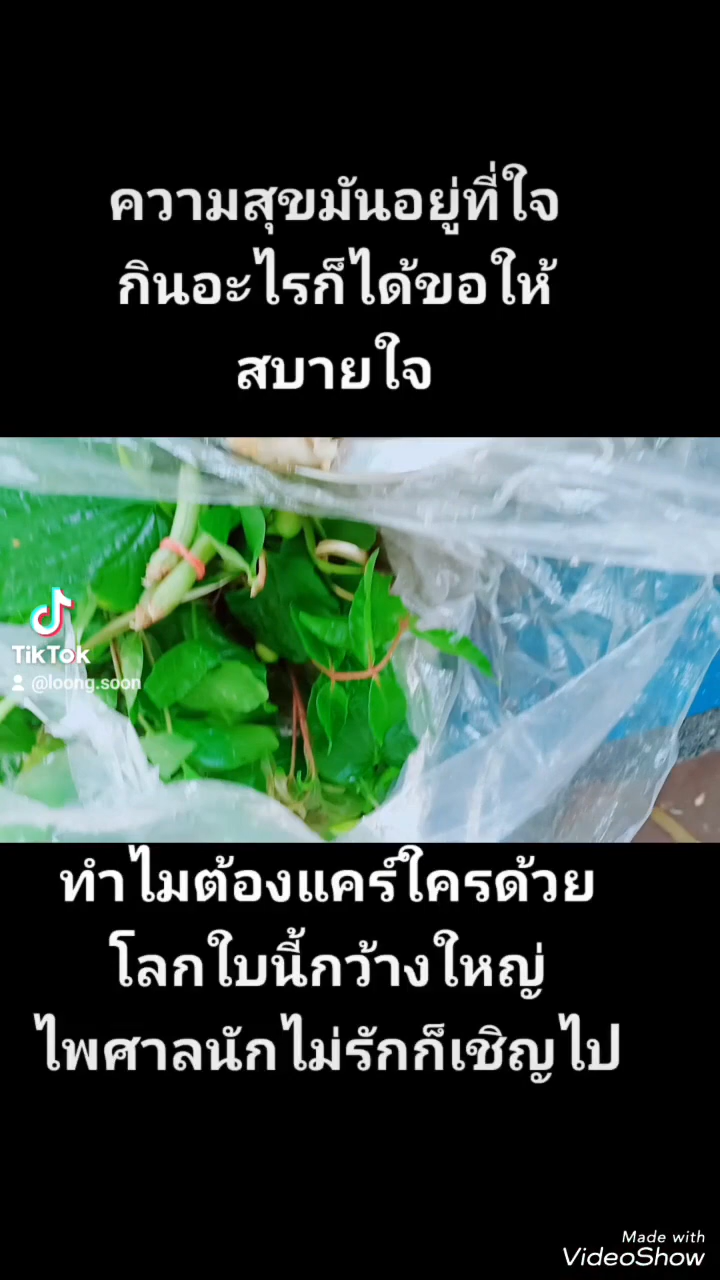 ความสุขมันอยู่ที่ใจ
กินอะไรก็ได้ขอให้
สบายใจ
TikTok
@loong.soon
ทำไมต้องแคร์ใครด้วย
โลกใบนี้กว้างใหญ่
ไพศาลนักไม่รักก็เชิญไป
Made with
VideoShow